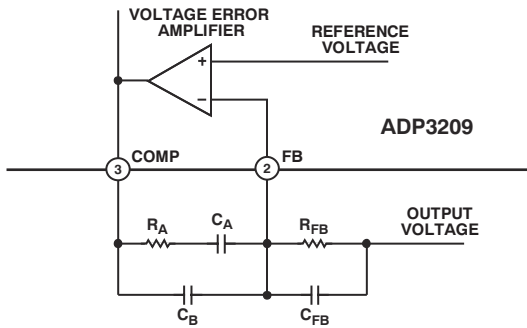 VOLTAGE ERROR
AMPLIFIER
REFERENCE
VOLTAGE
+
–
ADP3209
3
COMP
2
FB
RA
CA
RFB
OUTPUT
VOLTAGE
CB
CFB